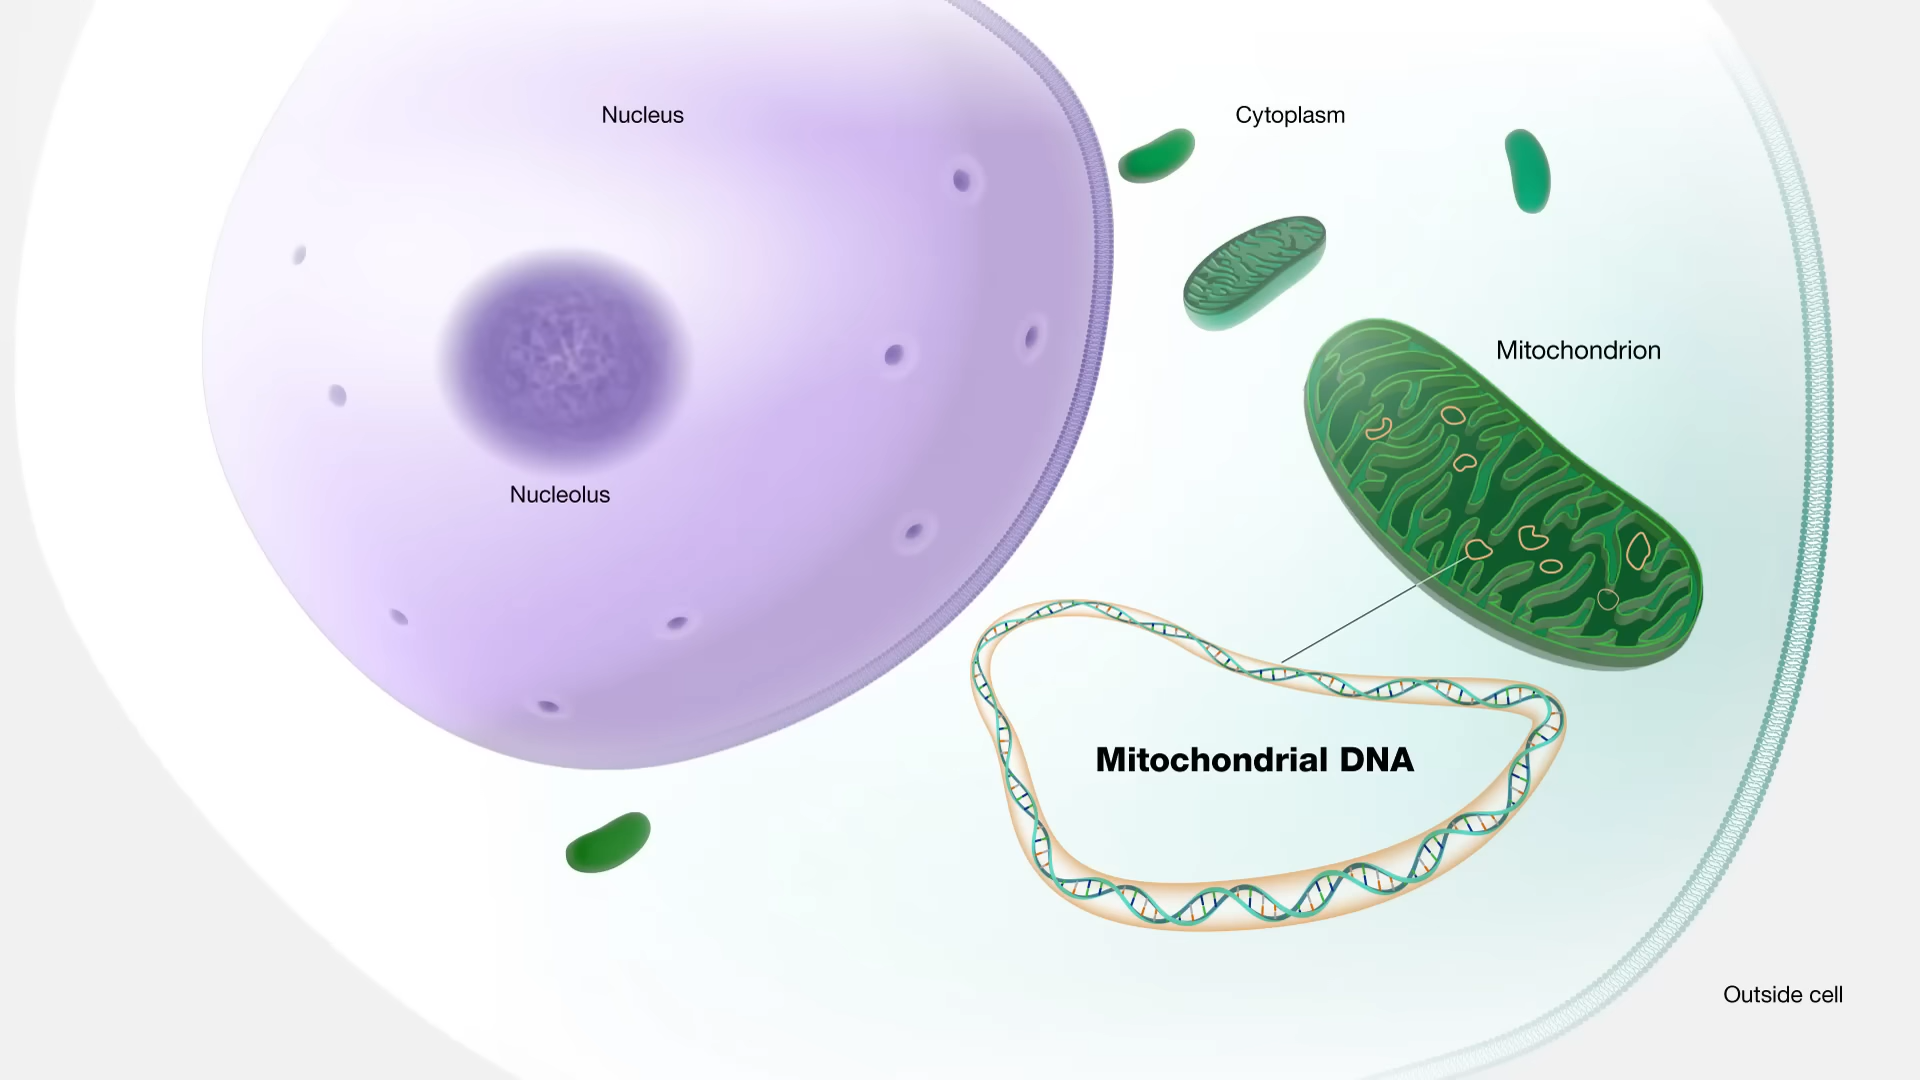 Nucleus
Cytoplasm
Mitochondrion
Nucleolus
Mitochondrial DNA
Outside cell